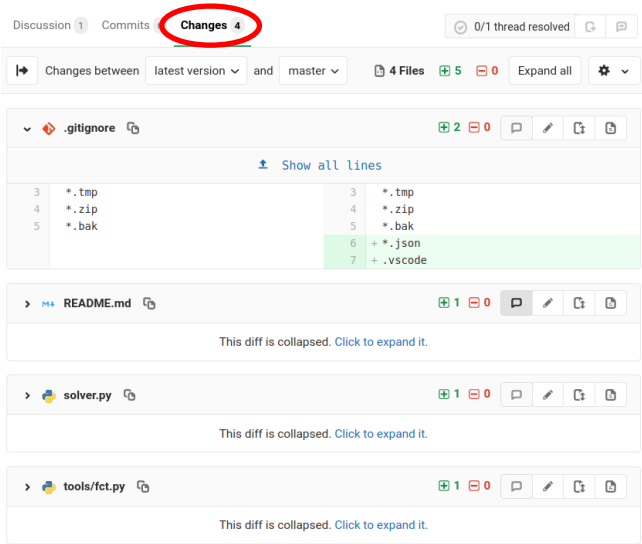 Discussion 1 Commits Changes 4 0/1 thread resolved
Changes between latest version and master 4 Files 5 0 Expand all
.gitignore 2 0
Show all lines
3 *.tmp 3 *.tmp
4 *.zip 4 *.zip
5 *.bak 5 *.bak
6 + *.json
7 + .vscode
README.md 1 0
This diff is collapsed. Click to expand it.
solver.py 1 0
This diff is collapsed. Click to expand it.
tools/fct.py 1 0
This diff is collapsed. Click to expand it.